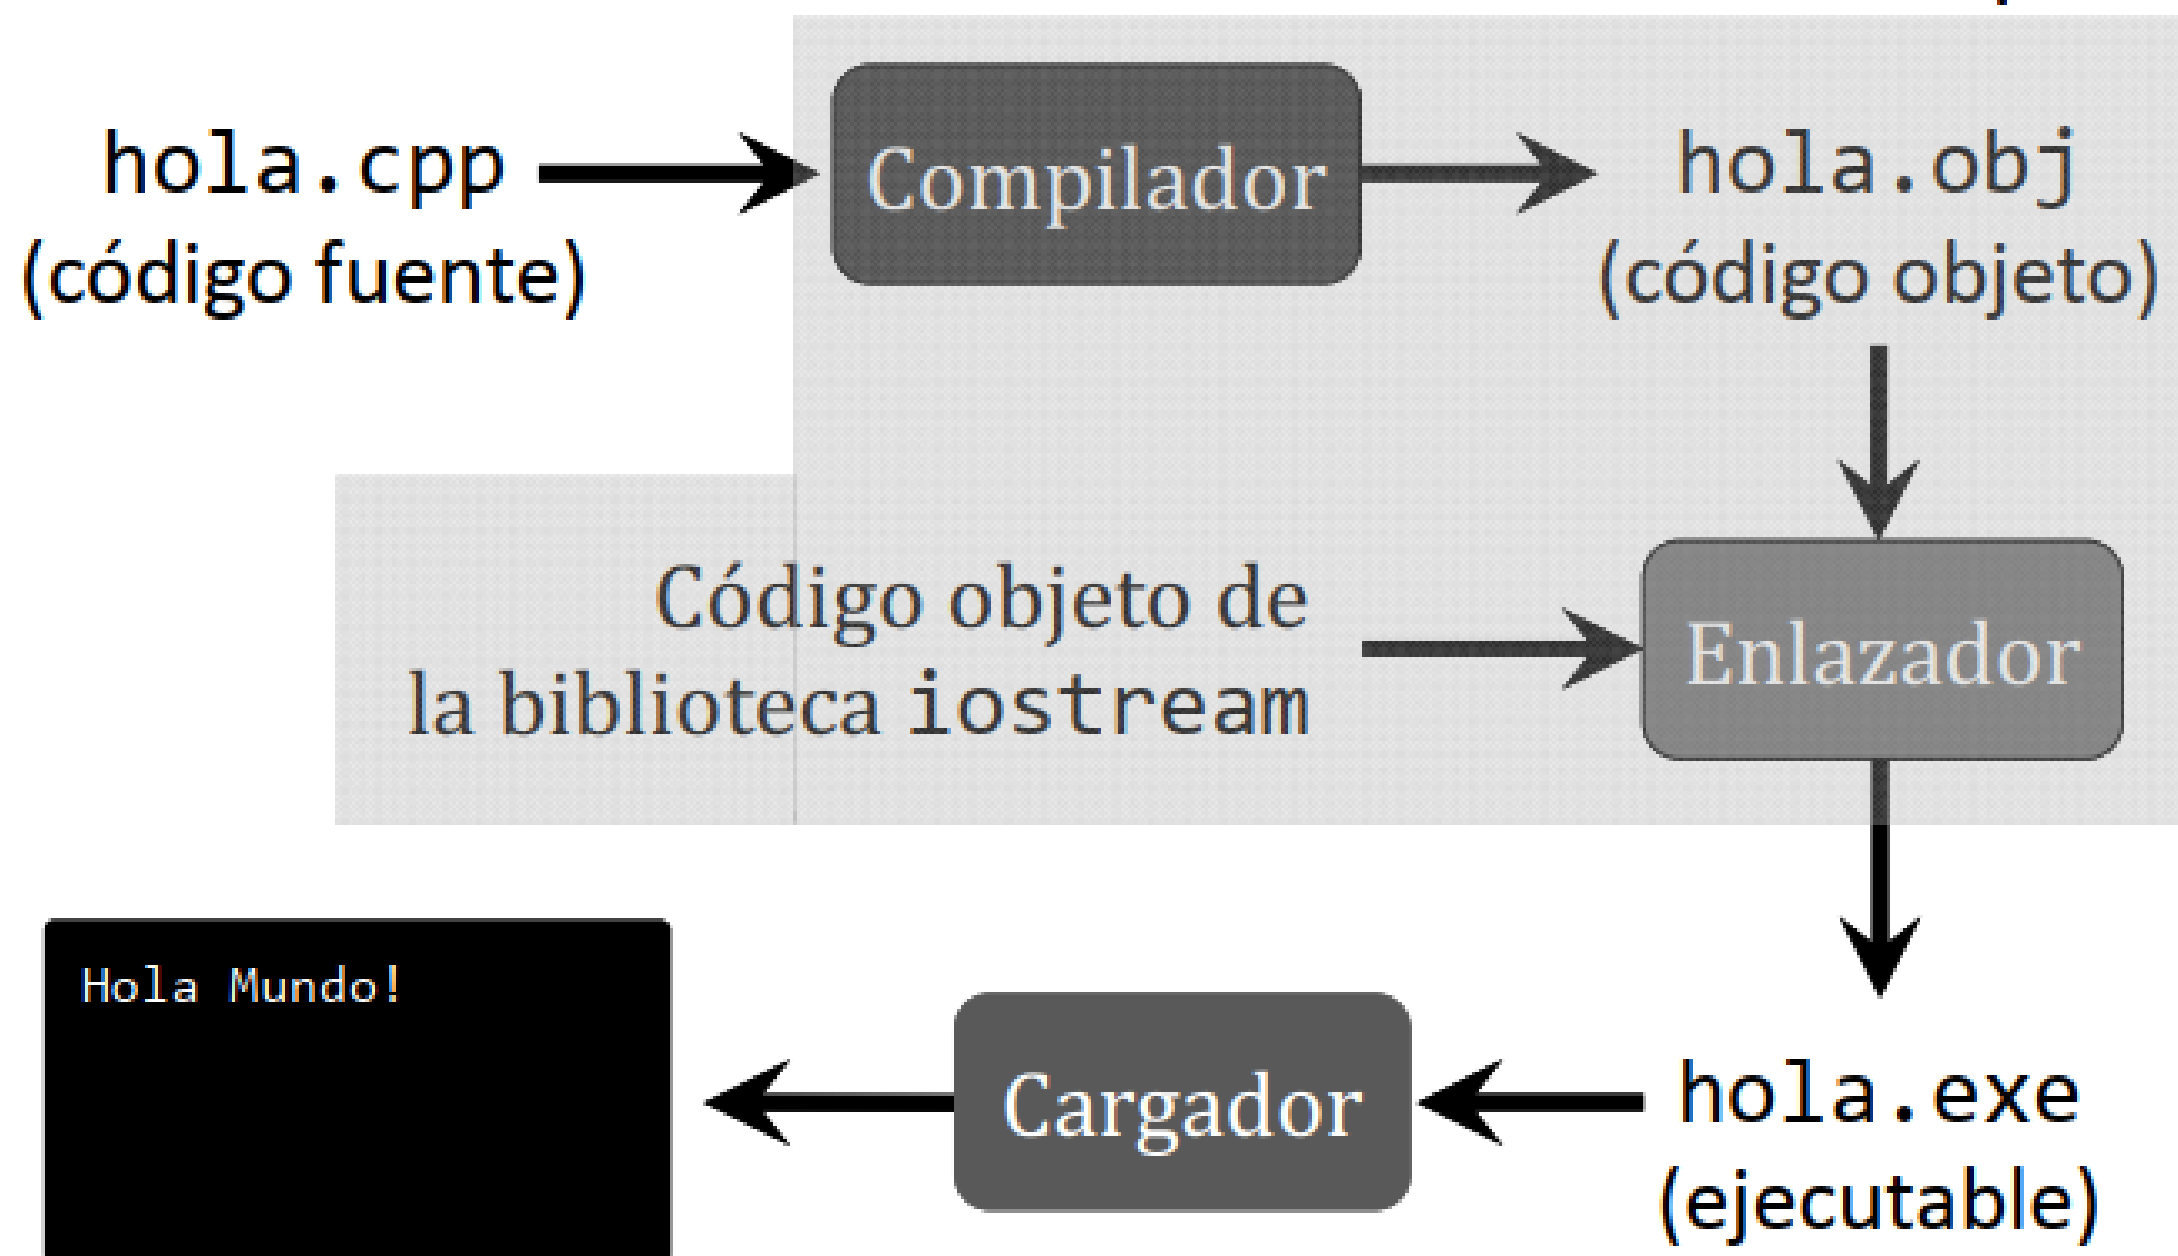 hola.cpp
(código fuente)
Compilador
hola.obj
(código objeto)
Código objeto de
la biblioteca iostream
Enlazador
Hola Mundo!
Cargador
hola.exe
(ejecutable)